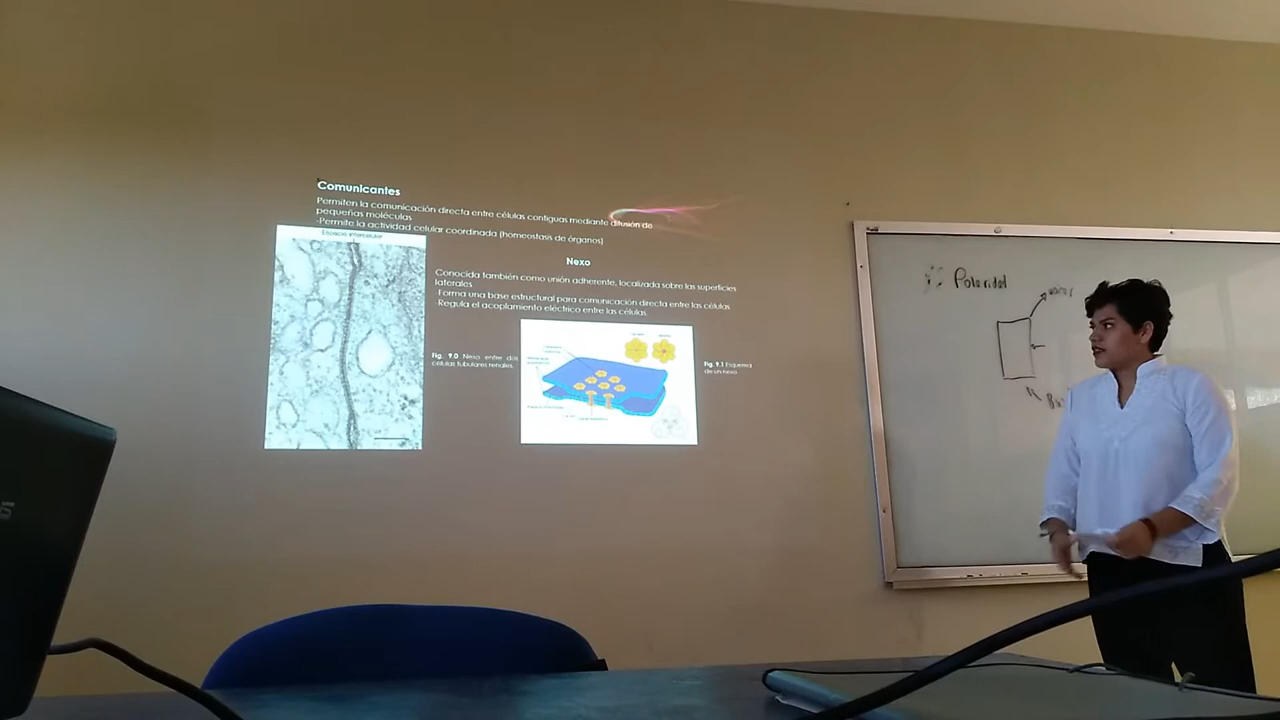 Comunicantes
Permiten la comunicación directa entre células contiguas mediante difusión de
pequeñas moléculas
-Permite la actividad celular coordinada (homeostasis de órganos)
Espacio intercelular
Nexo
Conocida también como unión adherente, localizada sobre las superficies
laterales
-Forma una base estructural para comunicación directa entre las células
-Regula el acoplamiento eléctrico entre las células.
Fig. 9.0 Nexo entre dos
células tubulares renales.
Fig. 9.1 Esquema
de un nexo
Polaridad